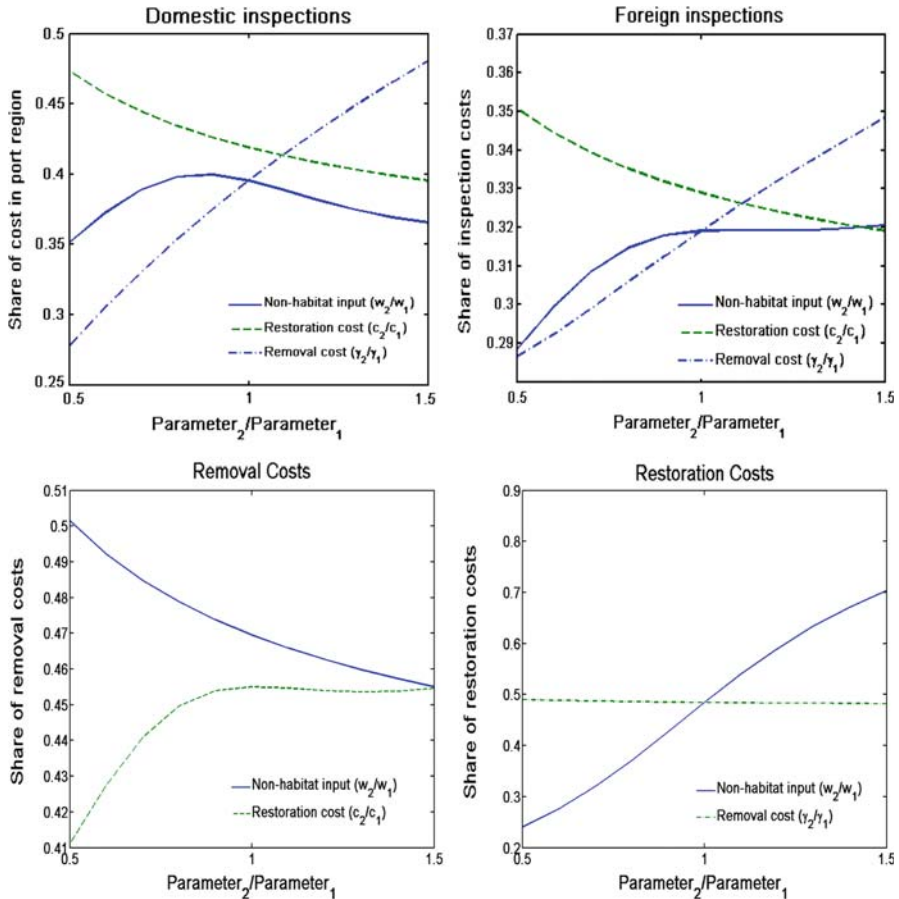 Domestic inspections
Share of cost in port region
0.5
0.45
0.4
0.35
0.3
0.25
Non-habitat input (w₂/w₁)
Restoration cost (c₂/c₁)
Removal cost (γ₂/γ₁)
0.5 1 1.5
Parameter₂/Parameter₁
Foreign inspections
Share of inspection costs
0.37
0.36
0.35
0.34
0.33
0.32
0.31
0.3
0.29
Non-habitat input (w₂/w₁)
Restoration cost (c₂/c₁)
Removal cost (γ₂/γ₁)
0.5 1 1.5
Parameter₂/Parameter₁
Removal Costs
Share of removal costs
0.51
0.5
0.49
0.48
0.47
0.46
0.45
0.44
0.43
0.42
0.41
Non-habitat input (w₂/w₁)
Restoration cost (c₂/c₁)
0.5 1 1.5
Parameter₂/Parameter₁
Restoration Costs
Share of restoration costs
0.9
0.8
0.7
0.6
0.5
0.4
0.3
0.2
Non-habitat input (w₂/w₁)
Removal cost (γ₂/γ₁)
0.5 1 1.5
Parameter₂/Parameter₁